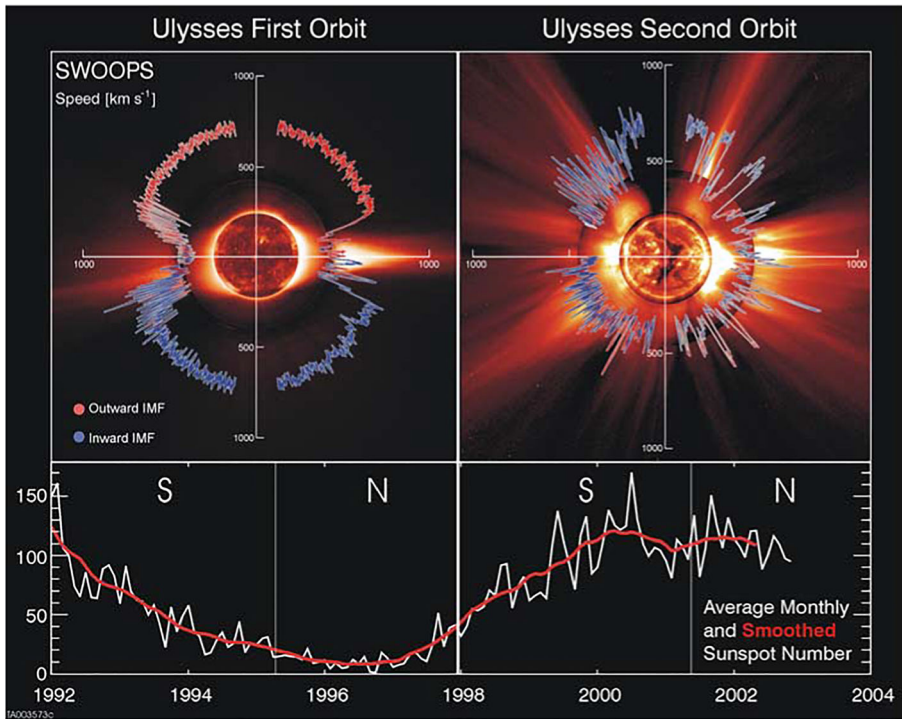 Ulysses First Orbit
Ulysses Second Orbit
SWOOPS
Speed [km s⁻¹]
1000
500
1000
1000
500
1000
Outward IMF
Inward IMF
1000
500
1000
1000
500
1000
S
N
S
N
150
100
50
0
Average Monthly
and Smoothed
Sunspot Number
1992
1994
1996
1998
2000
2002
2004
IA003573c